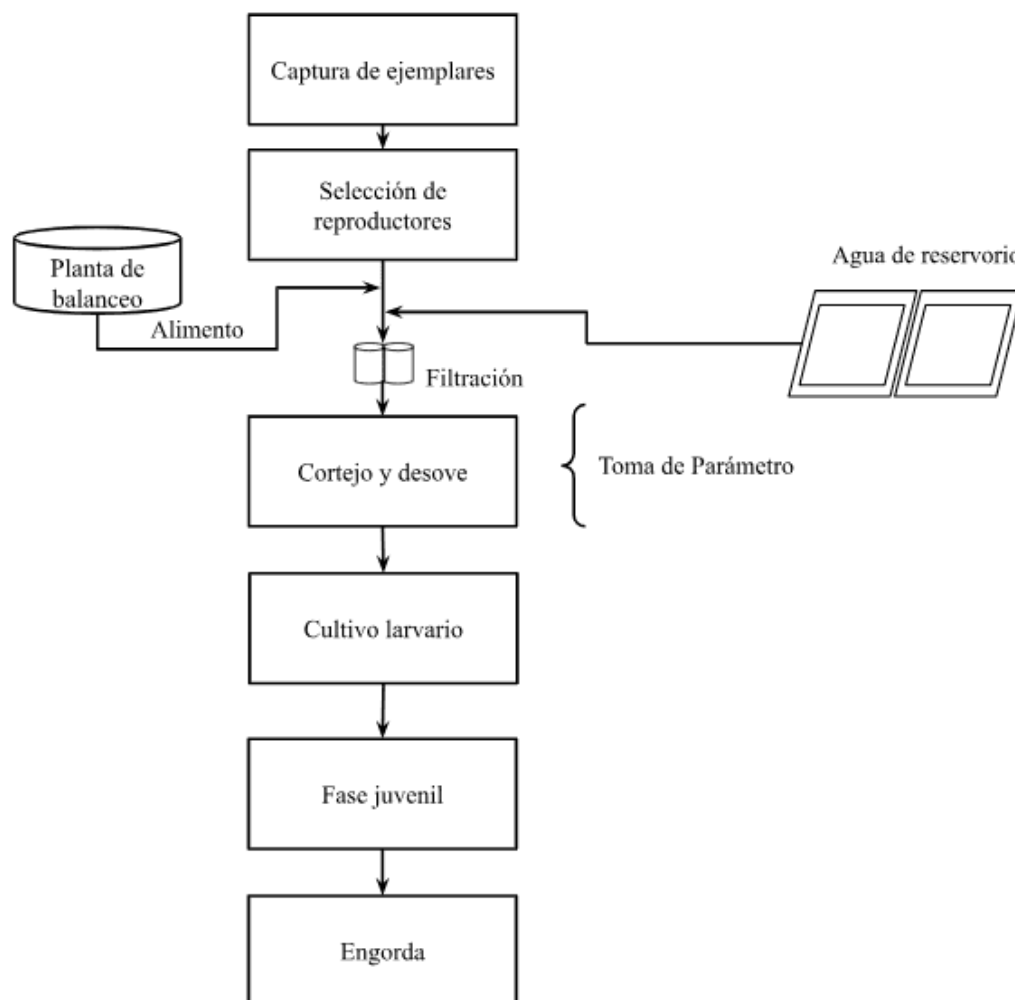 Captura de ejemplares
Selección de
reproductores
Planta de
balanceo
Alimento
Agua de reservorio
Filtración
Cortejo y desove
Toma de Parámetro
Cultivo larvario
Fase juvenil
Engorda